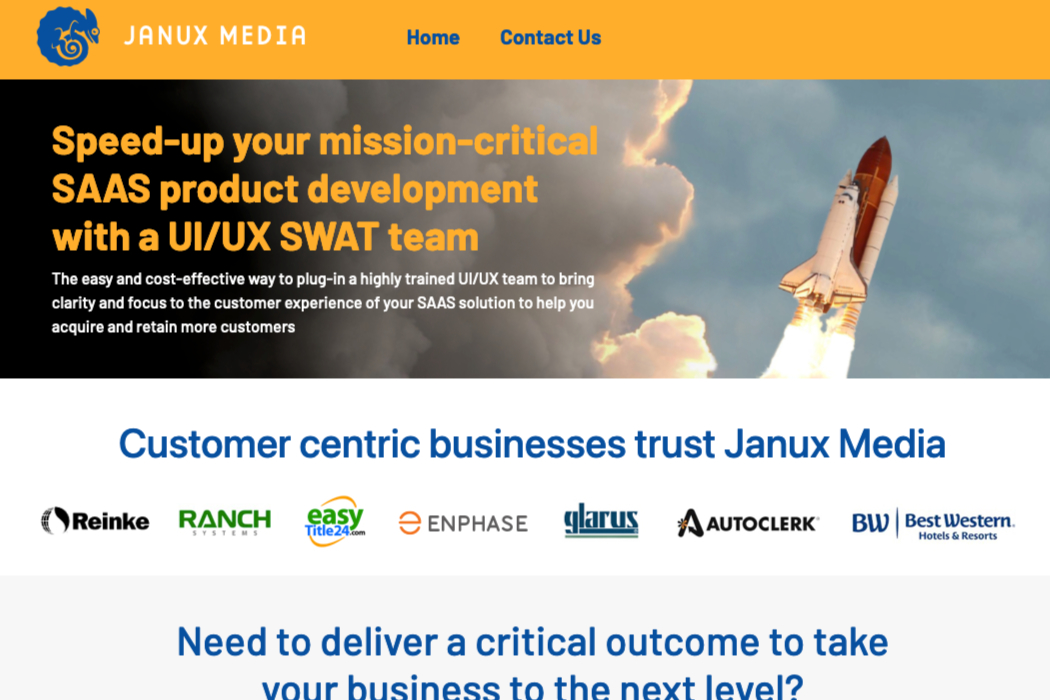 JANUX MEDIA
Home
Contact Us
Speed-up your mission-critical
SAAS product development
with a UI/UX SWAT team
The easy and cost-effective way to plug-in a highly trained UI/UX team to bring
clarity and focus to the customer experience of your SAAS solution to help you
acquire and retain more customers
Customer centric businesses trust Janux Media
Reinke
RANCH
SYSTEMS
easy
Title24.com
ENPHASE
glarus
AUTOCLERK
BW
Best Western.
Hotels & Resorts
Need to deliver a critical outcome to take
your business to the next level?